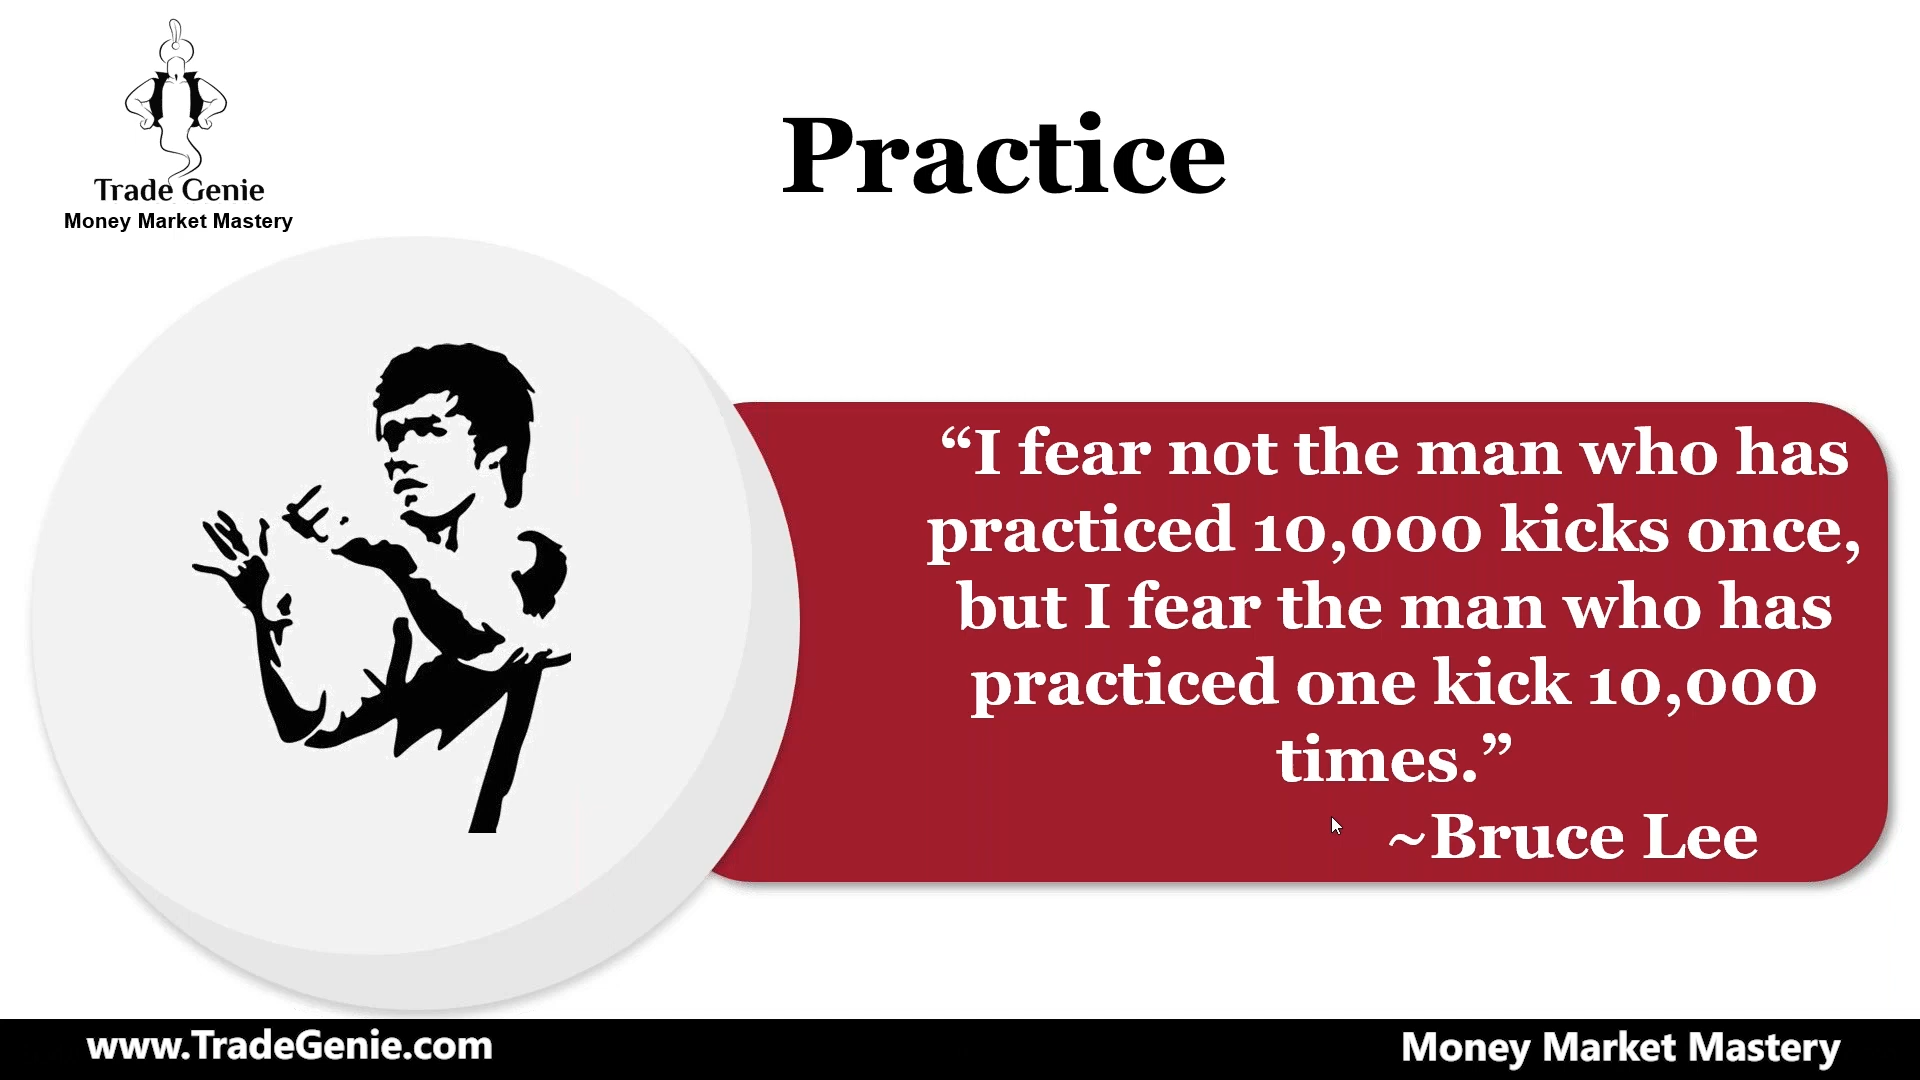 Trade Genie
Money Market Mastery
Practice
“I fear not the man who has
practiced 10,000 kicks once,
but I fear the man who has
practiced one kick 10,000
times.”
~Bruce Lee
www.TradeGenie.com
Money Market Mastery